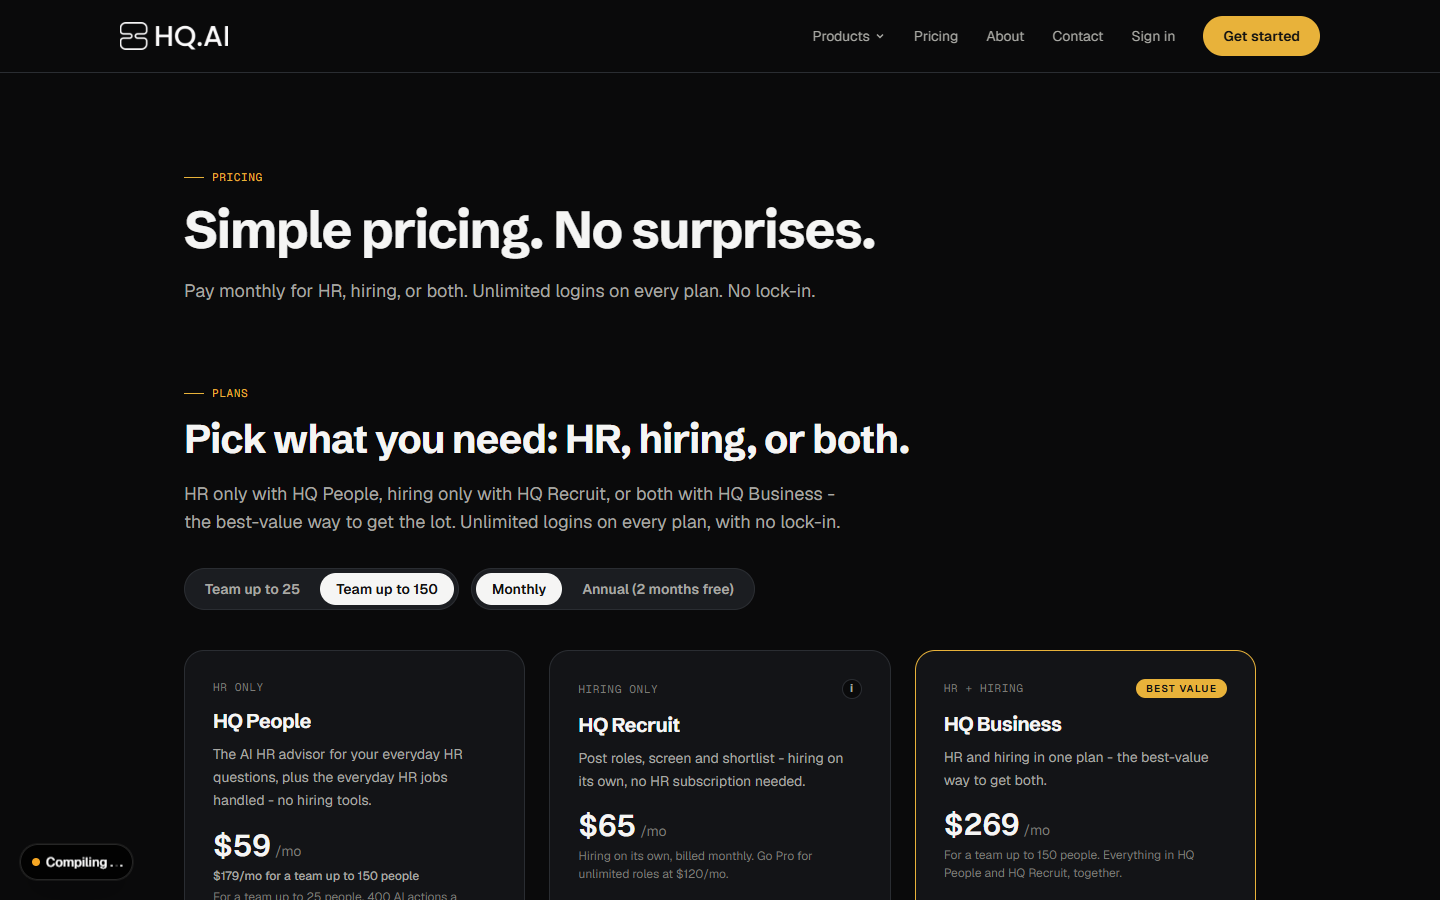 HQ.AI
Products
Pricing
About
Contact
Sign in
Get started
PRICING
Simple pricing. No surprises.
Pay monthly for HR, hiring, or both. Unlimited logins on every plan. No lock-in.
PLANS
Pick what you need: HR, hiring, or both.
HR only with HQ People, hiring only with HQ Recruit, or both with HQ Business -
the best-value way to get the lot. Unlimited logins on every plan, with no lock-in.
Team up to 25
Team up to 150
Monthly
Annual (2 months free)
HR ONLY
HQ People
The AI HR advisor for your everyday HR
questions, plus the everyday HR jobs
handled - no hiring tools.
$59 /mo
$179/mo for a team up to 150 people
For a team up to 25 people. 400 AI actions a
HIRING ONLY
i
HQ Recruit
Post roles, screen and shortlist - hiring on
its own, no HR subscription needed.
$65 /mo
Hiring on its own, billed monthly. Go Pro for
unlimited roles at $120/mo.
HR + HIRING
BEST VALUE
HQ Business
HR and hiring in one plan - the best-value
way to get both.
$269 /mo
For a team up to 150 people. Everything in HQ
People and HQ Recruit, together.
Compiling ...